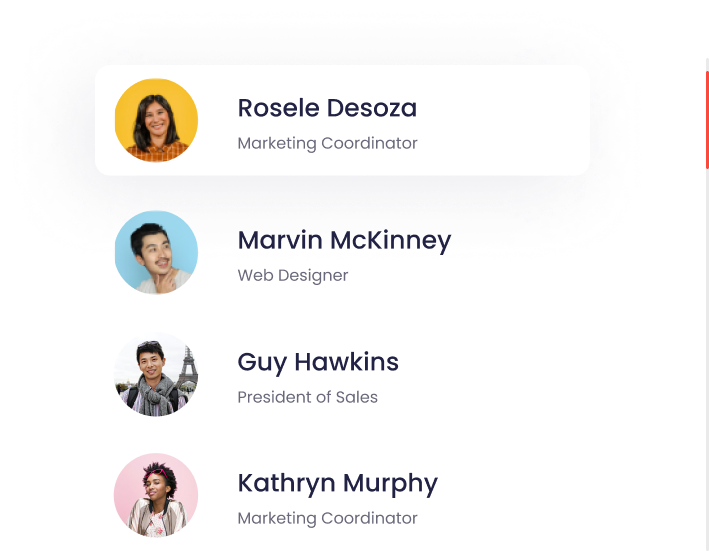 Rosele Desoza
Marketing Coordinator
Marvin McKinney
Web Designer
Guy Hawkins
President of Sales
Kathryn Murphy
Marketing Coordinator